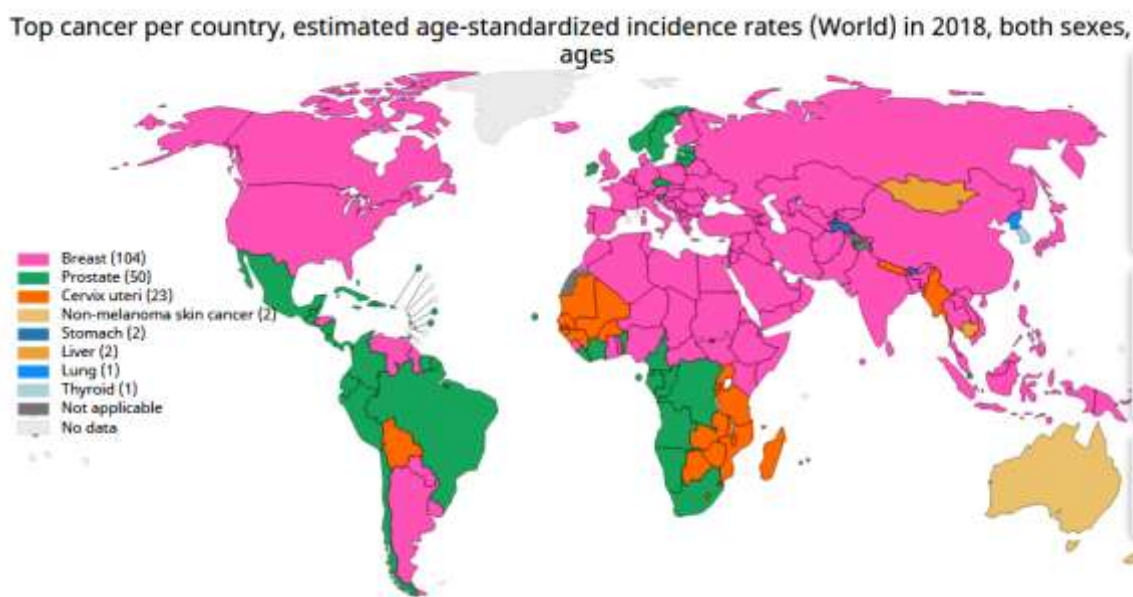 Top cancer per country, estimated age-standardized incidence rates (World) in 2018, both sexes,
ages
Breast (104)
Prostate (50)
Cervix uteri (23)
Non-melanoma skin cancer (2)
Stomach (2)
Liver (2)
Lung (1)
Thyroid (1)
Not applicable
No data